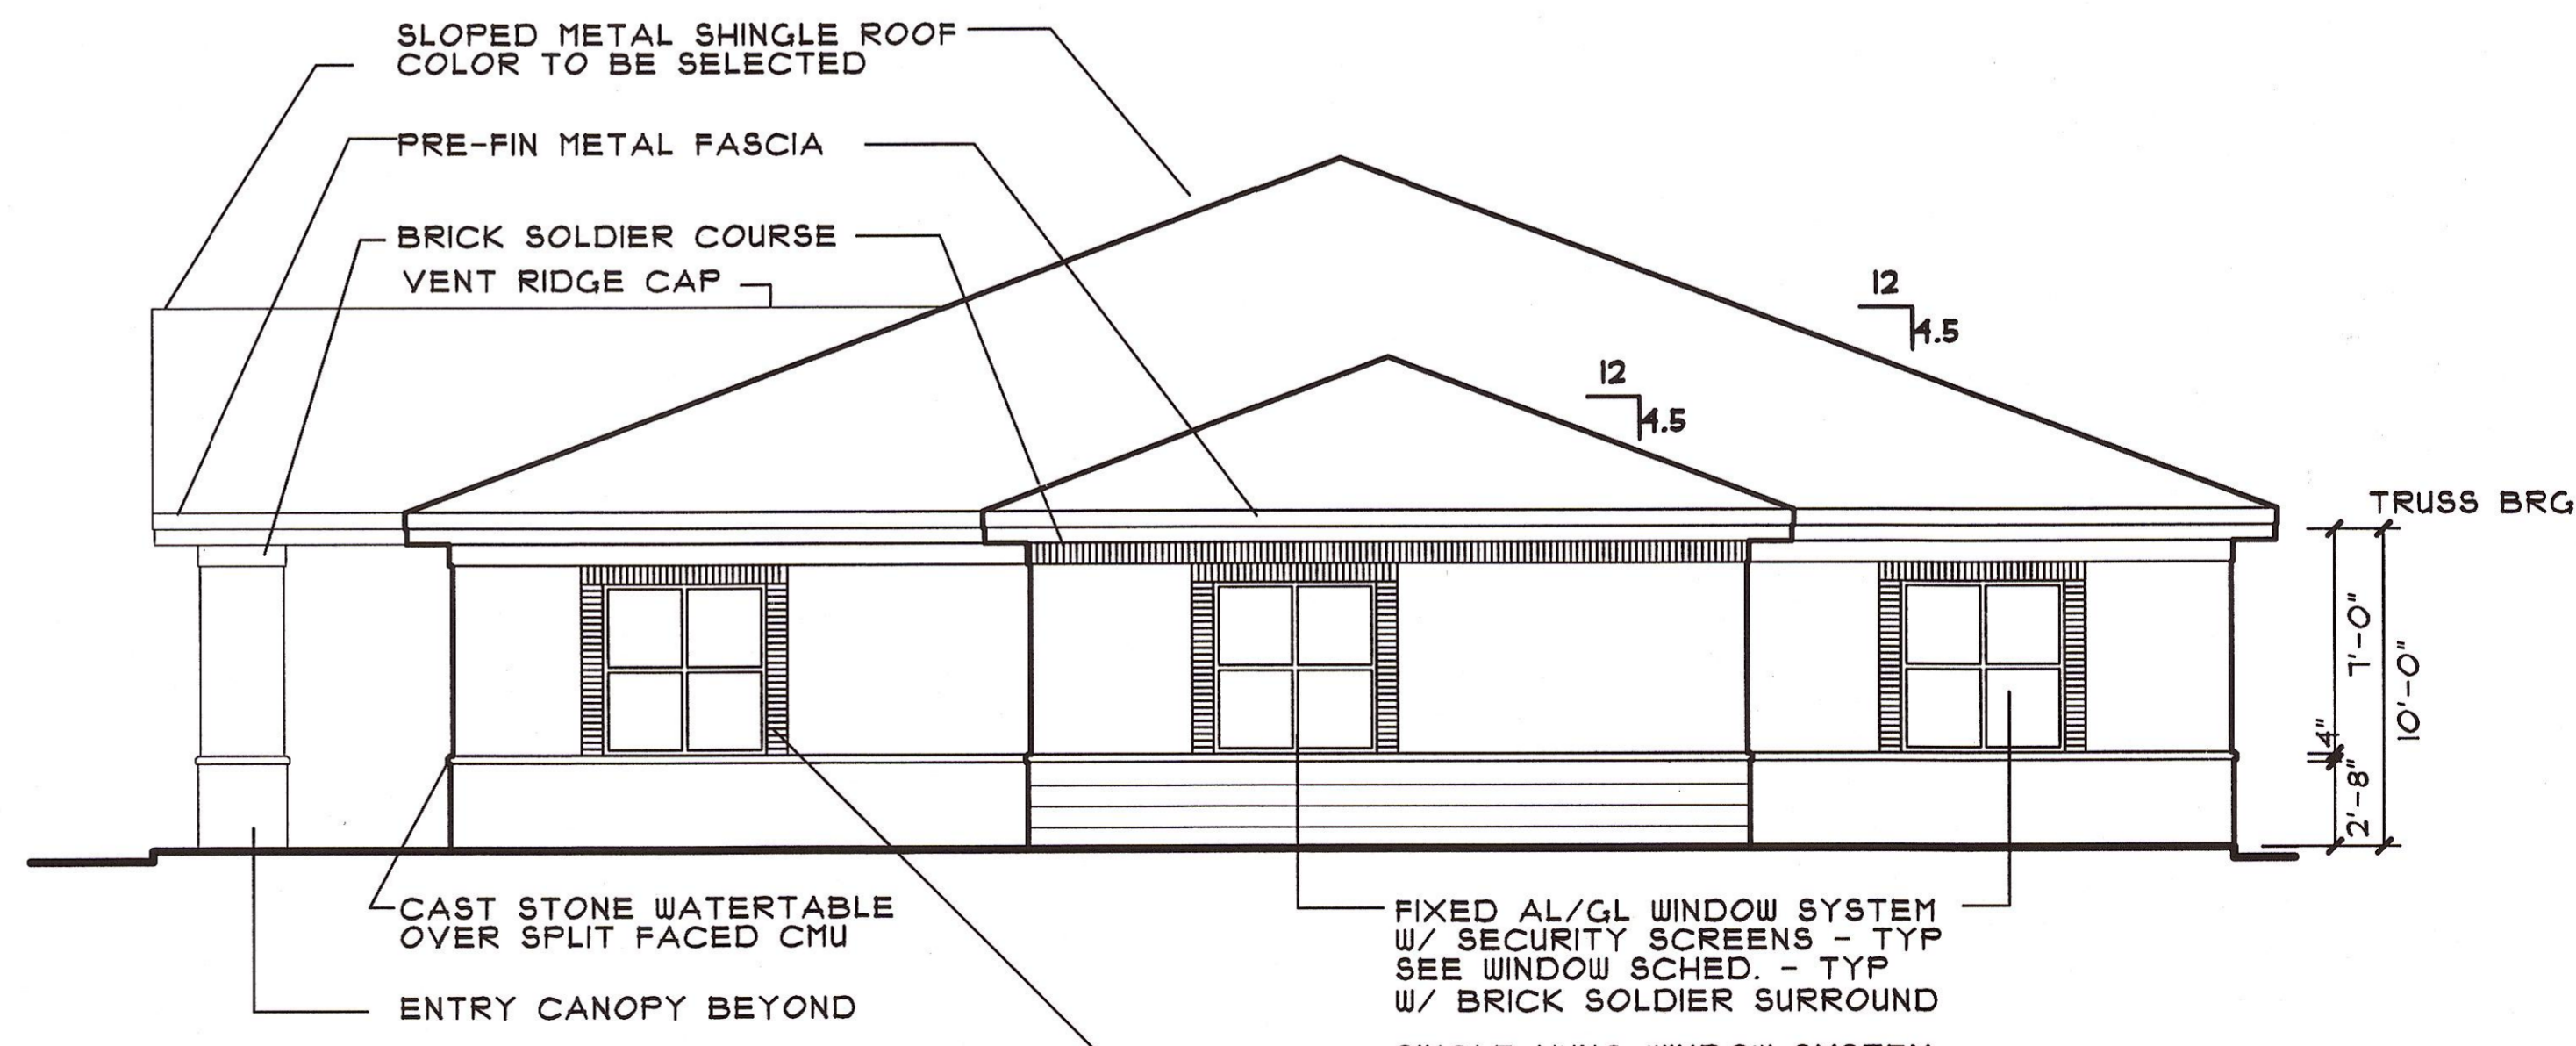 SLOPED METAL SHINGLE ROOF
COLOR TO BE SELECTED
PRE-FIN METAL FASCIA
BRICK SOLDIER COURSE
VENT RIDGE CAP
12
4.5
12
4.5
TRUSS BRG
7'-0"
10'-0"
4"
2'-8"
CAST STONE WATERTABLE
OVER SPLIT FACED CMU
ENTRY CANOPY BEYOND
FIXED AL/GL WINDOW SYSTEM
W/ SECURITY SCREENS - TYP
SEE WINDOW SCHED. - TYP
W/ BRICK SOLDIER SURROUND